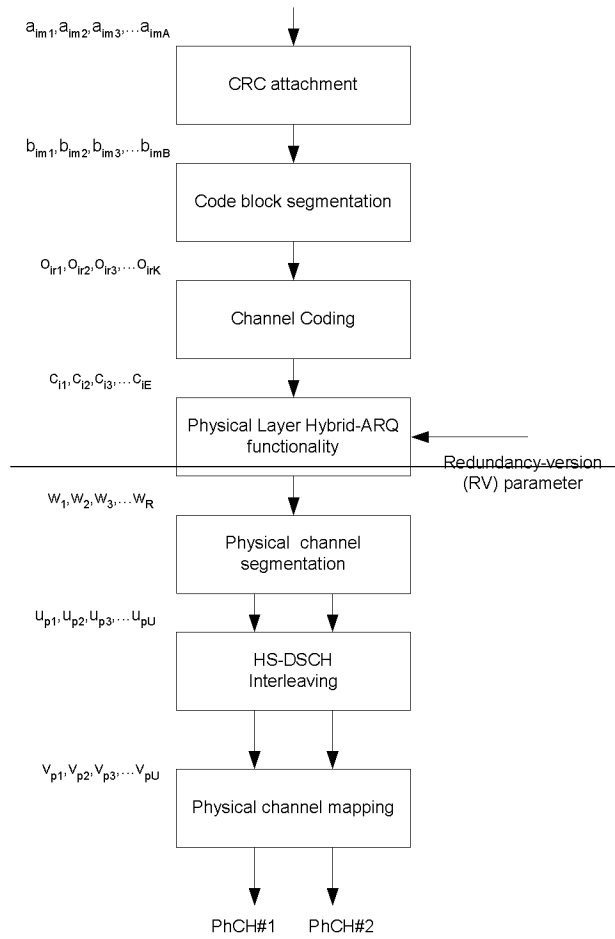 a_im1,a_im2,a_im3,...a_imA
CRC attachment
b_im1,b_im2,b_im3,...b_imB
Code block segmentation
o_ir1,o_ir2,o_ir3,...o_irK
Channel Coding
c_i1,c_i2,c_i3,...c_iE
Physical Layer Hybrid-ARQ
functionality
Redundancy-version
(RV) parameter
w_1,w_2,w_3,...w_R
Physical channel
segmentation
u_p1,u_p2,u_p3,...u_pU
HS-DSCH
Interleaving
v_p1,v_p2,v_p3,...v_pU
Physical channel mapping
PhCH#1 PhCH#2